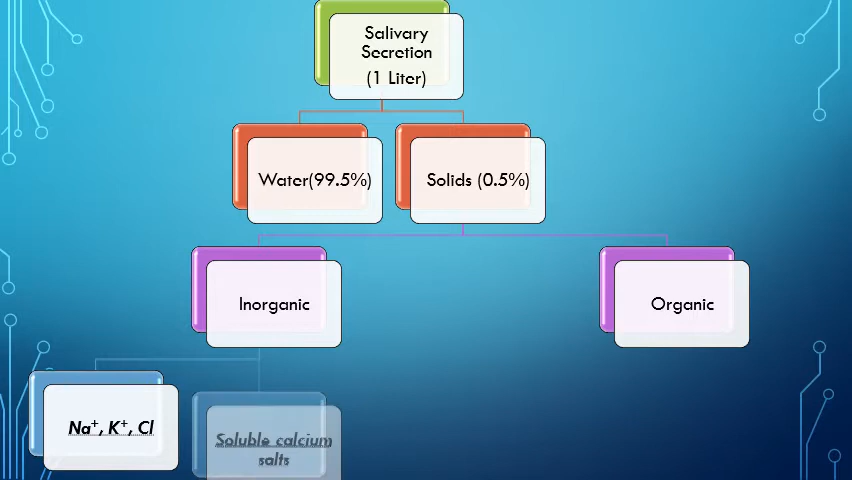 Salivary
Secretion
(1 Liter)
Water(99.5%)
Solids (0.5%)
Inorganic
Organic
Na⁺, K⁺, Cl
Soluble calcium
salts